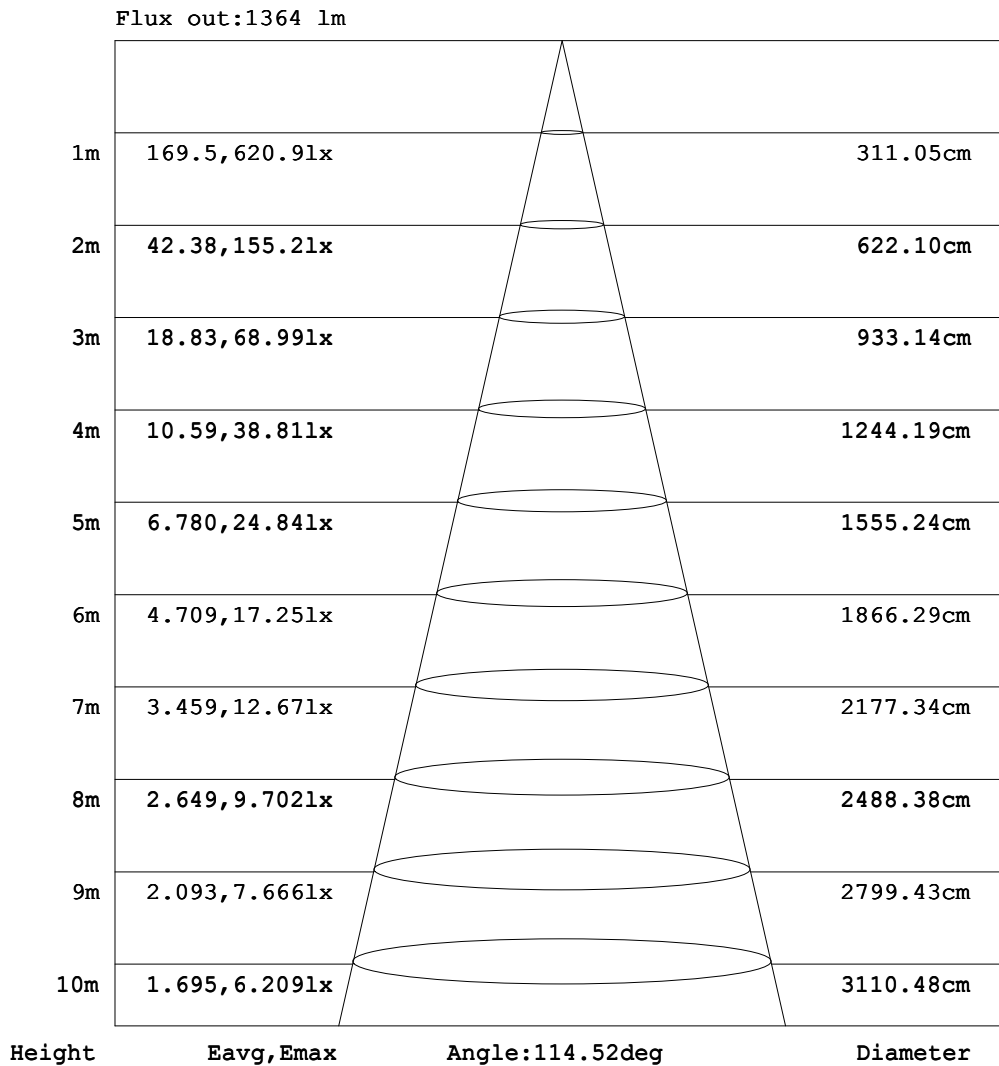 Flux out:1364 lm
1m 169.5,620.9lx 311.05cm
2m 42.38,155.2lx 622.10cm
3m 18.83,68.99lx 933.14cm
4m 10.59,38.81lx 1244.19cm
5m 6.780,24.84lx 1555.24cm
6m 4.709,17.25lx 1866.29cm
7m 3.459,12.67lx 2177.34cm
8m 2.649,9.702lx 2488.38cm
9m 2.093,7.666lx 2799.43cm
10m 1.695,6.209lx 3110.48cm
Height Eavg,Emax Angle:114.52deg Diameter